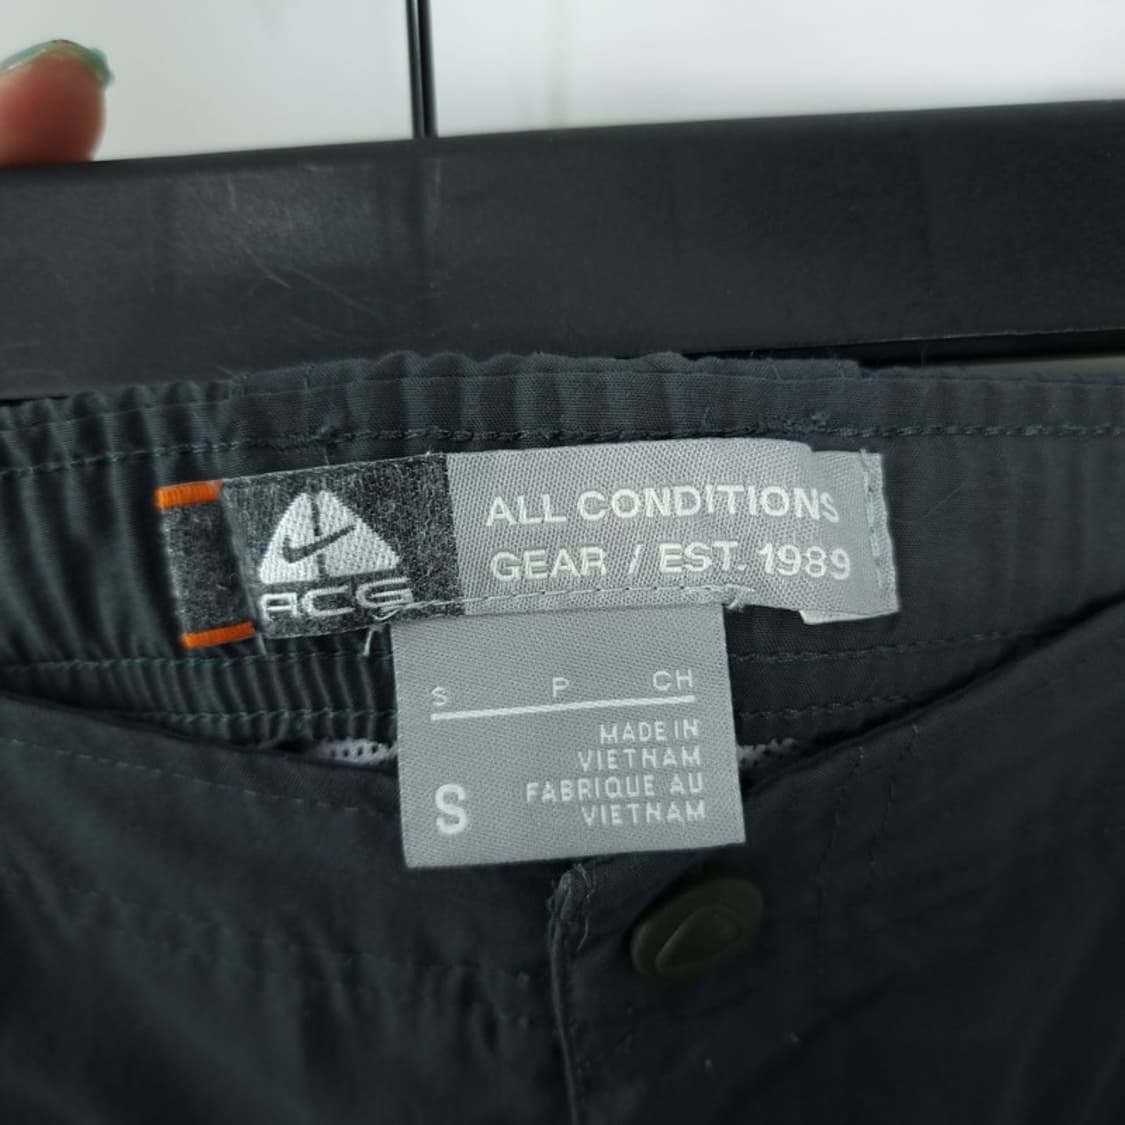 ACG
ALL CONDITIONS
GEAR / EST. 1989
S P CH
S
MADE IN
VIETNAM
FABRIQUE AU
VIETNAM